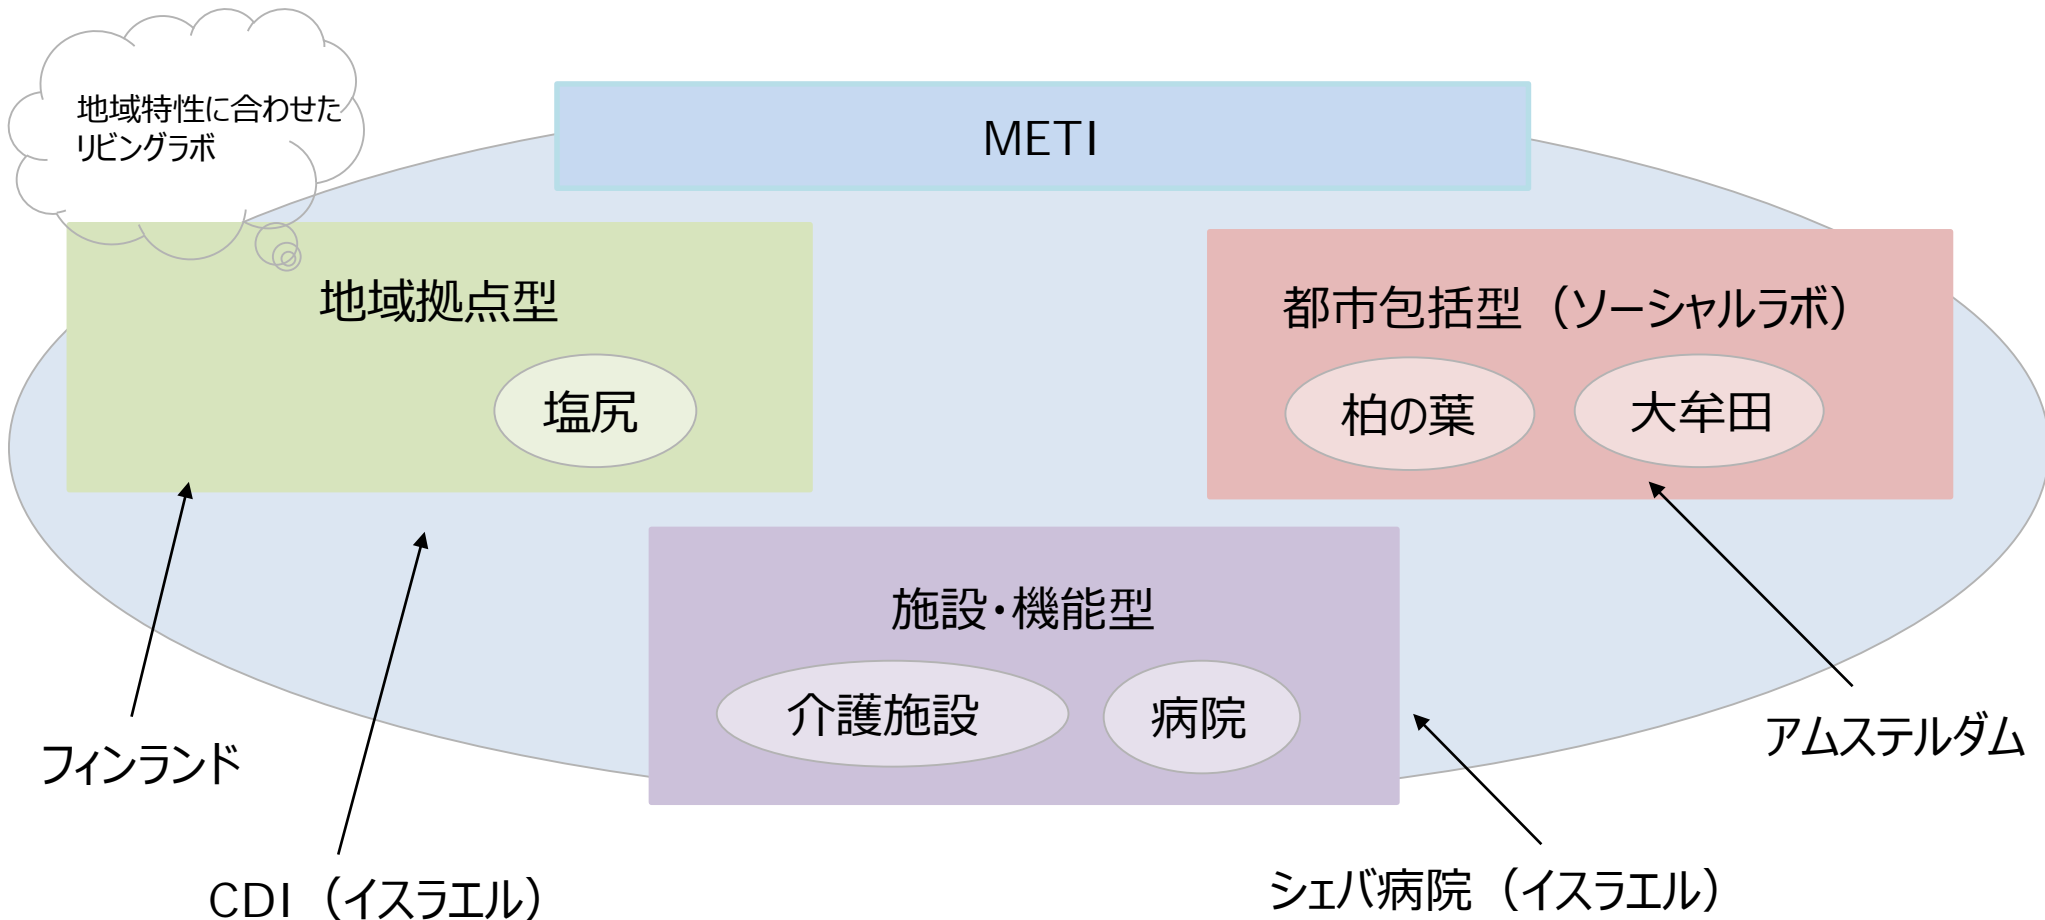 地域特性に合わせた
リビングラボ
METI
地域拠点型
塩尻
都市包括型（ソーシャルラボ）
柏の葉
大牟田
施設・機能型
介護施設
病院
フィンランド
CDI（イスラエル）
シェバ病院（イスラエル）
アムステルダム